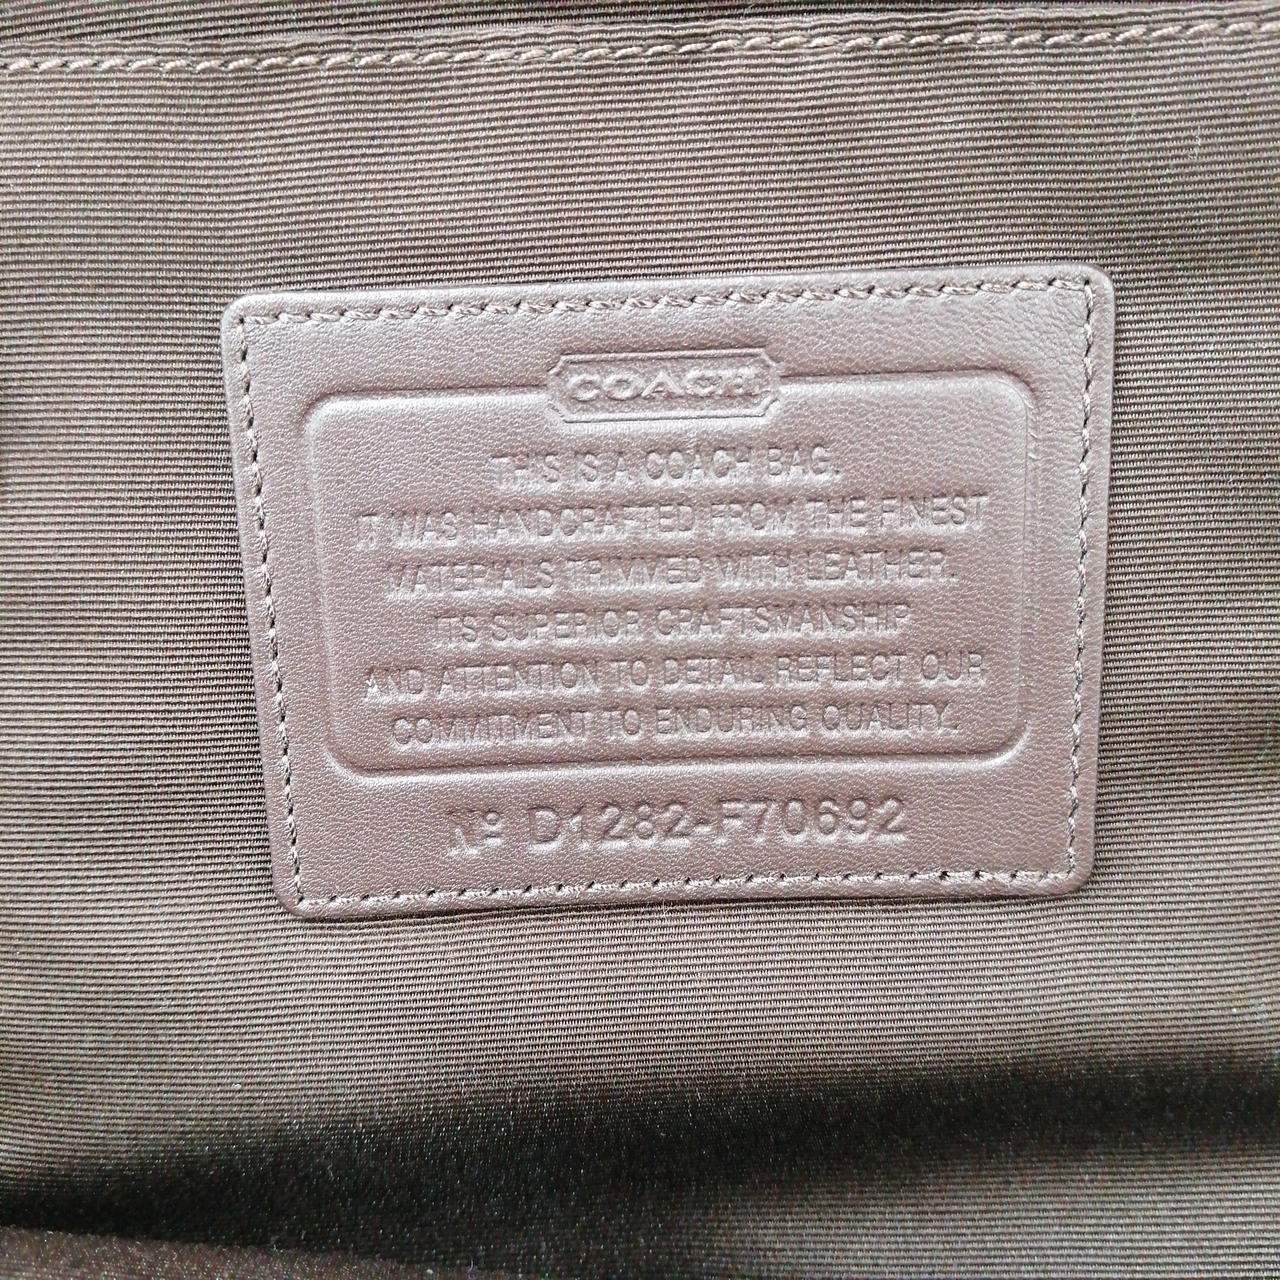 COACH
THIS IS A COACH BAG.
IT WAS HANDCRAFTED FROM THE FINEST
MATERIALS TRIMMED WITH LEATHER.
ITS SUPERIOR CRAFTSMANSHIP
AND ATTENTION TO DETAIL REFLECT OUR
COMMITMENT TO ENDURING QUALITY.
Nº D1282-F70692